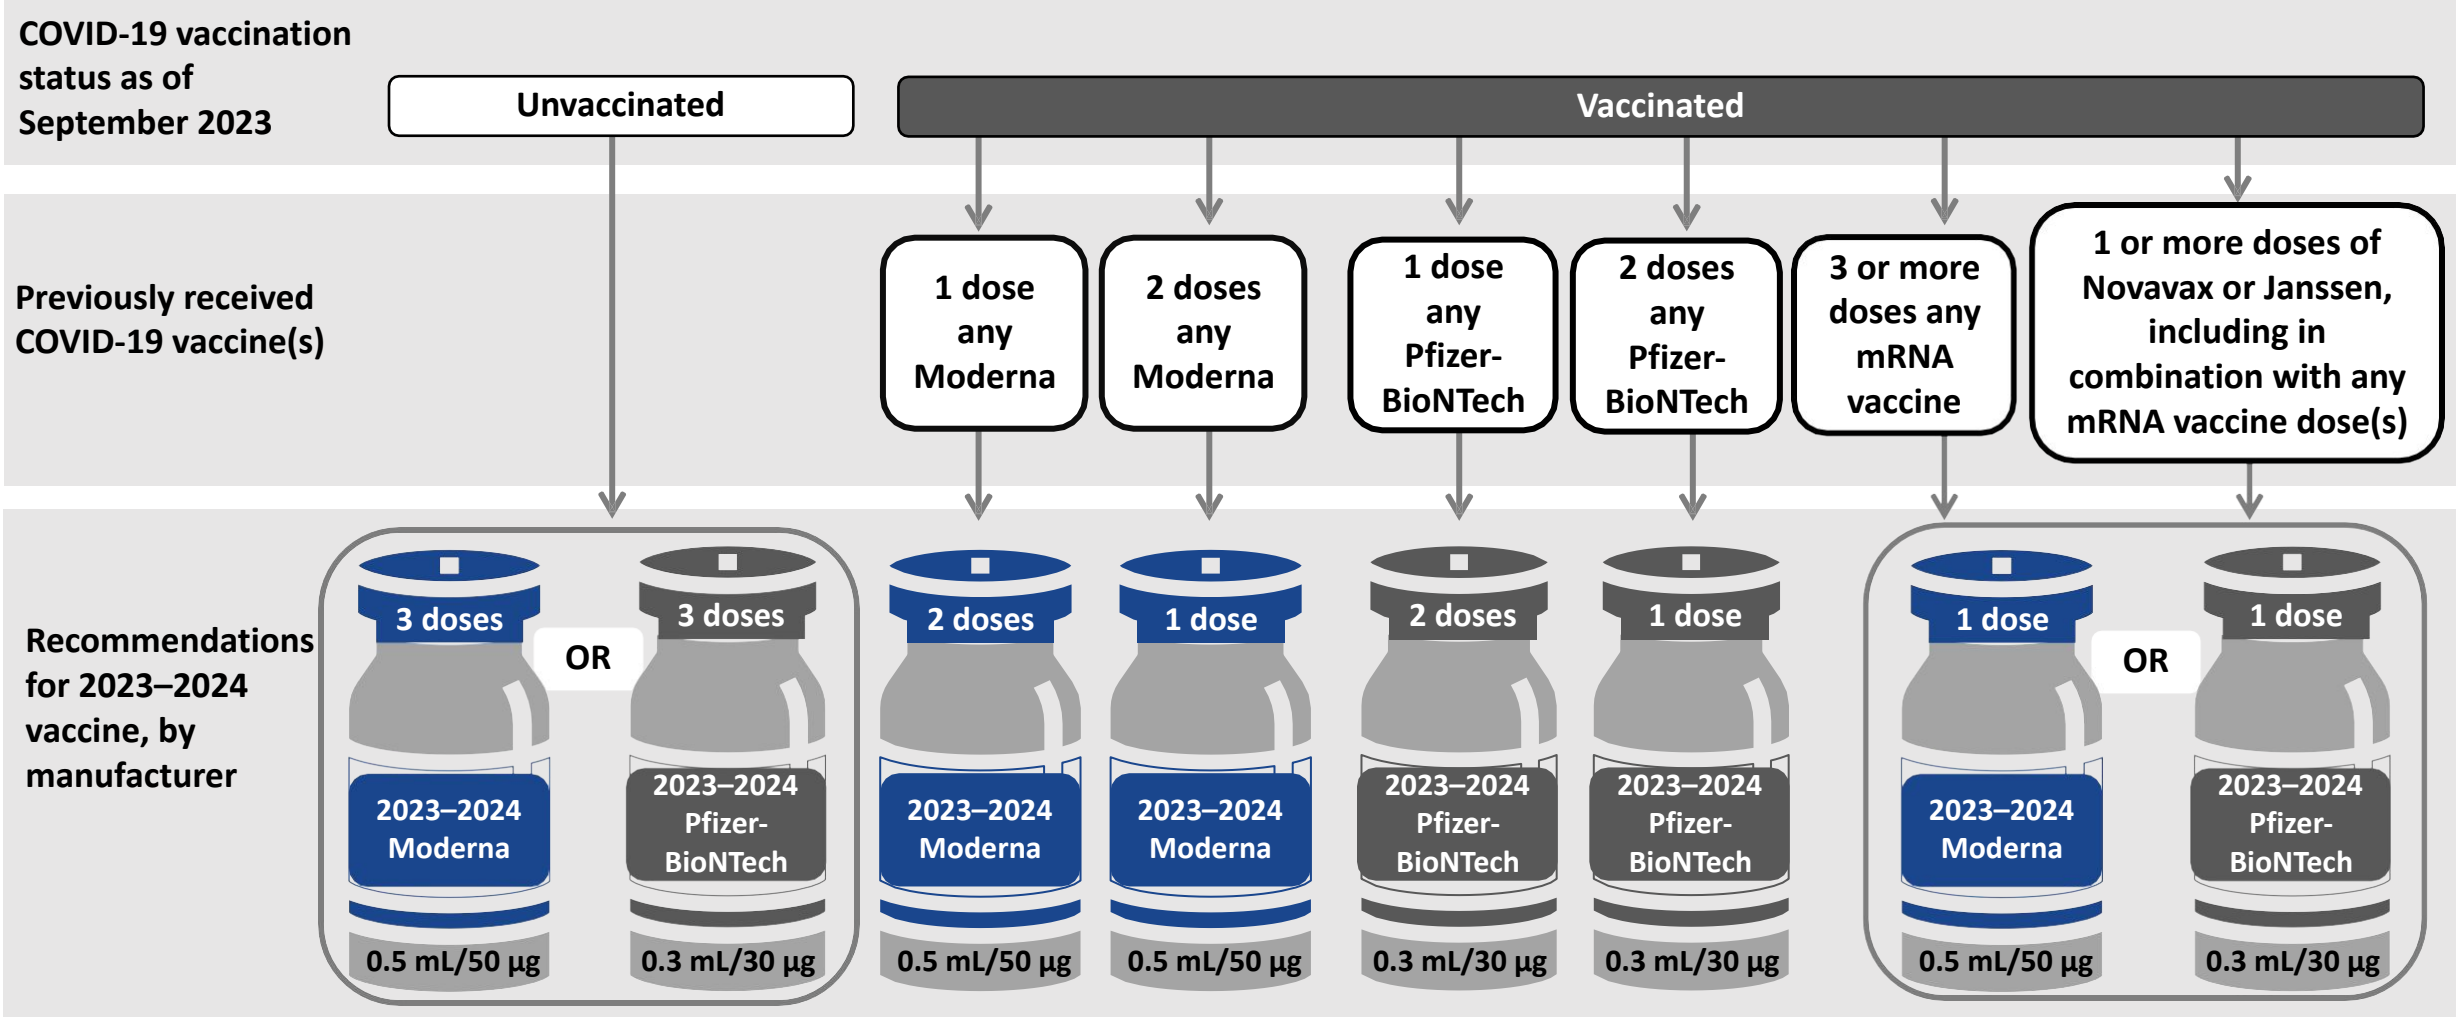 COVID-19 vaccination
status as of
September 2023
Unvaccinated
Vaccinated
Previously received
COVID-19 vaccine(s)
1 dose
any
Moderna
2 doses
any
Moderna
1 dose
any
Pfizer-
BioNTech
2 doses
any
Pfizer-
BioNTech
3 or more
doses any
mRNA
vaccine
1 or more doses of
Novavax or Janssen,
including in
combination with any
mRNA vaccine dose(s)
Recommendations
for 2023–2024
vaccine, by
manufacturer
3 doses
2023–2024
Moderna
0.5 mL/50 µg
OR
3 doses
2023–2024
Pfizer-
BioNTech
0.3 mL/30 µg
2 doses
2023–2024
Moderna
0.5 mL/50 µg
1 dose
2023–2024
Moderna
0.5 mL/50 µg
2 doses
2023–2024
Pfizer-
BioNTech
0.3 mL/30 µg
1 dose
2023–2024
Pfizer-
BioNTech
0.3 mL/30 µg
1 dose
2023–2024
Moderna
0.5 mL/50 µg
OR
1 dose
2023–2024
Pfizer-
BioNTech
0.3 mL/30 µg